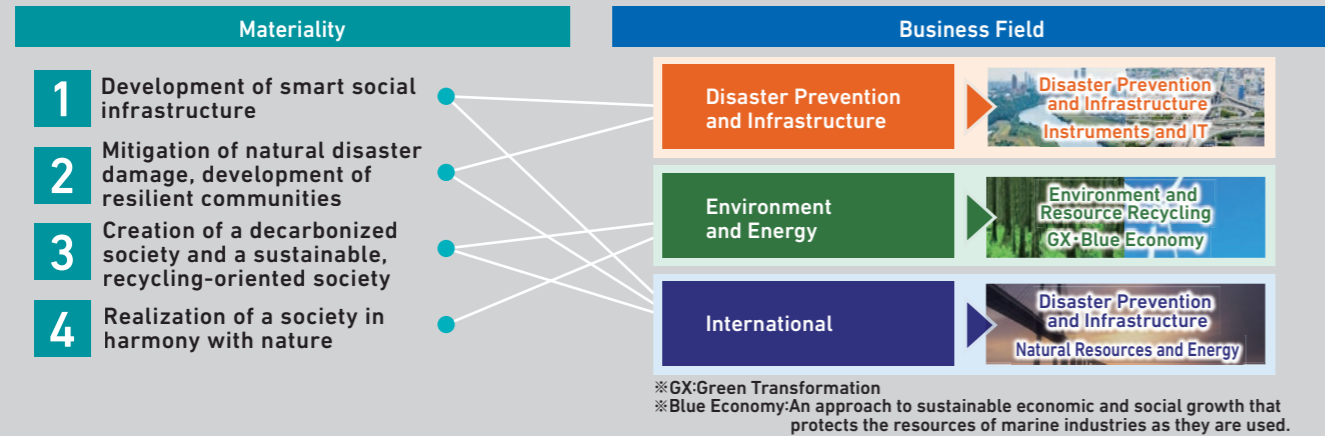 Materiality
1
Development of smart social
infrastructure
2
Mitigation of natural disaster
damage, development of
resilient communities
3
Creation of a decarbonized
society and a sustainable,
recycling-oriented society
4
Realization of a society in
harmony with nature
Business Field
Disaster Prevention
and Infrastructure
Disaster Prevention
and Infrastructure
Instruments and IT
Environment
and Energy
Environment and
Resource Recycling
GX・Blue Economy
International
Disaster Prevention
and Infrastructure
Natural Resources and Energy
※GX:Green Transformation
※Blue Economy:An approach to sustainable economic and social growth that
protects the resources of marine industries as they are used.